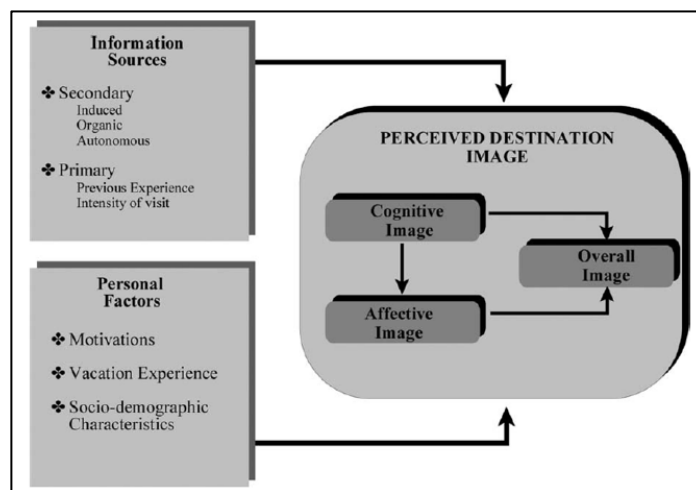 Information
Sources
✤ Secondary
Induced
Organic
Autonomous
✤ Primary
Previous Experience
Intensity of visit
Personal
Factors
✤ Motivations
✤ Vacation Experience
✤ Socio-demographic
Characteristics
PERCEIVED DESTINATION
IMAGE
Cognitive
Image
Affective
Image
Overall
Image